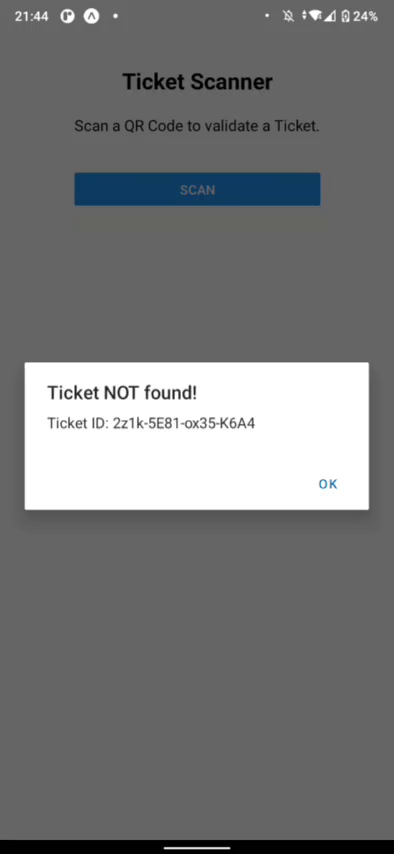 21:44
24%
Ticket Scanner
Scan a QR Code to validate a Ticket.
SCAN
Ticket NOT found!
Ticket ID: 2z1k-5E81-ox35-K6A4
OK